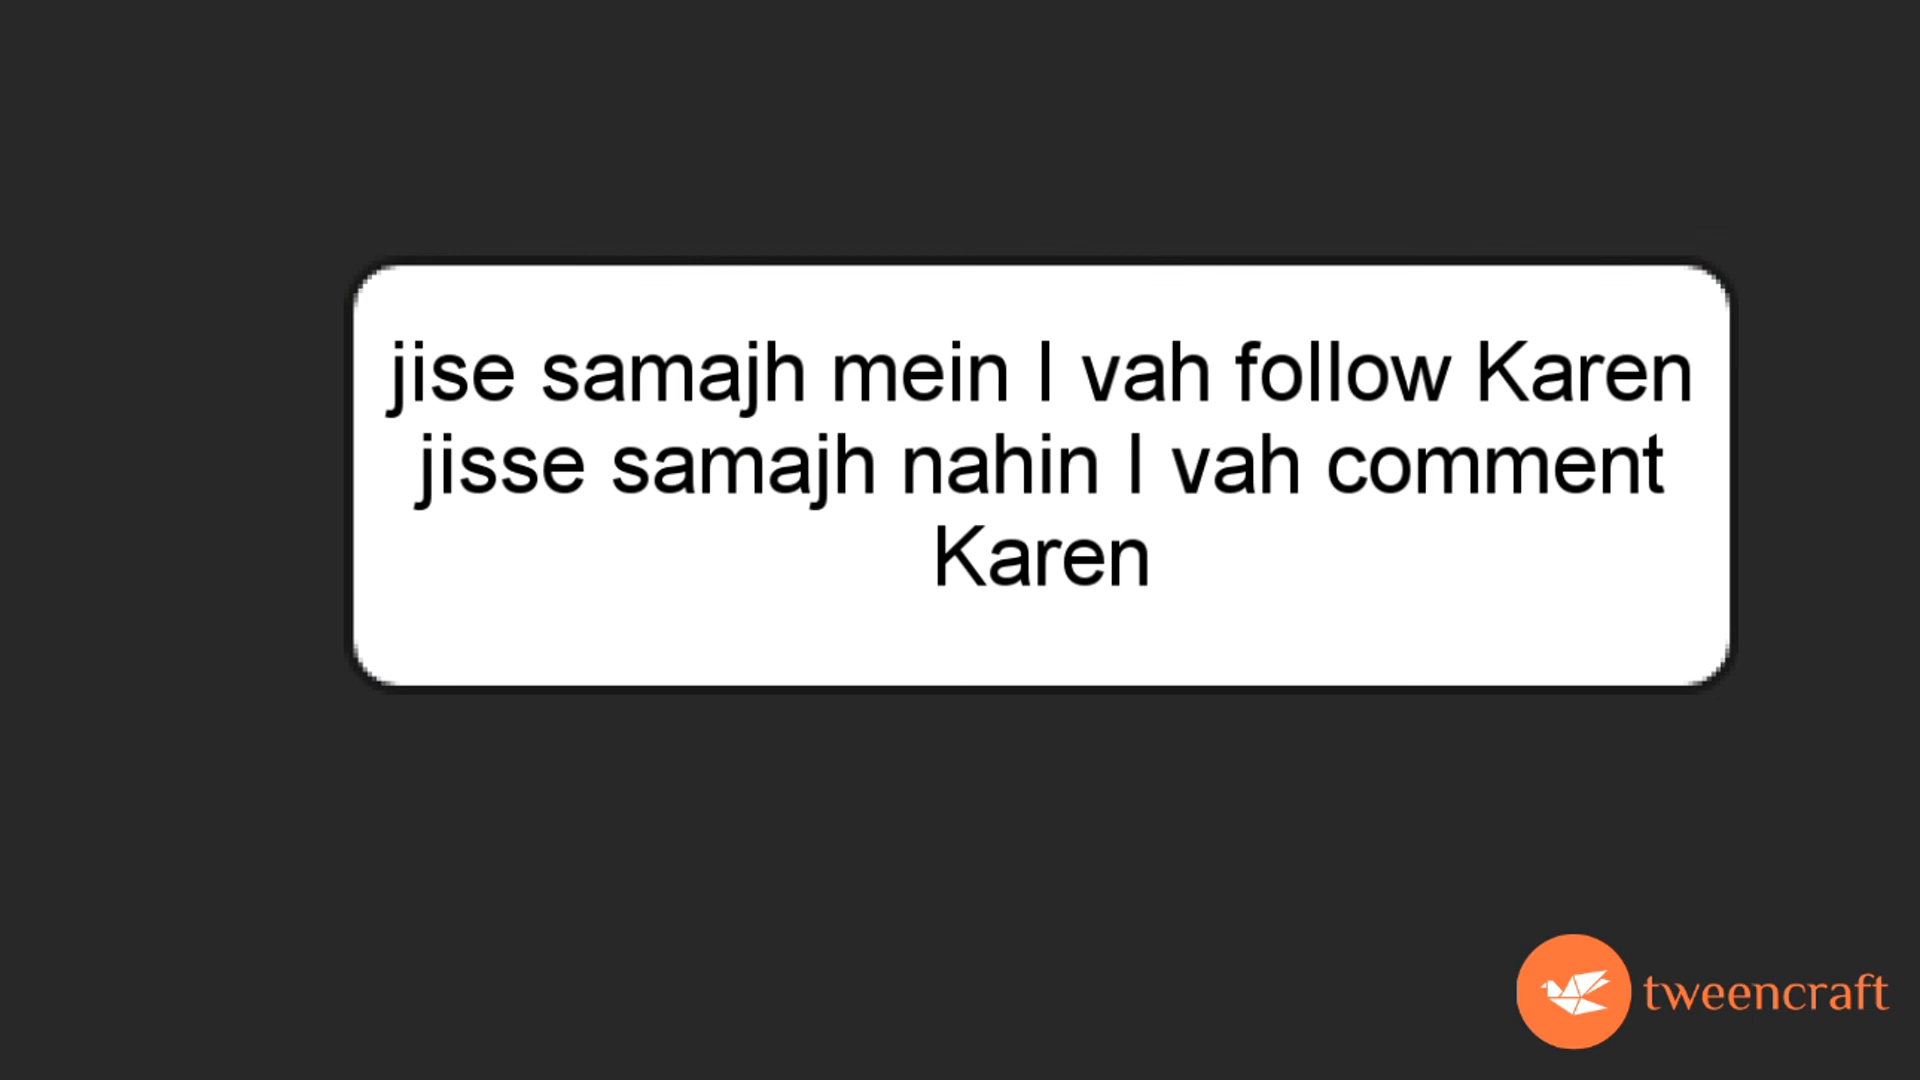 jise samajh mein I vah follow Karen
jisse samajh nahin I vah comment
Karen
tweencraft